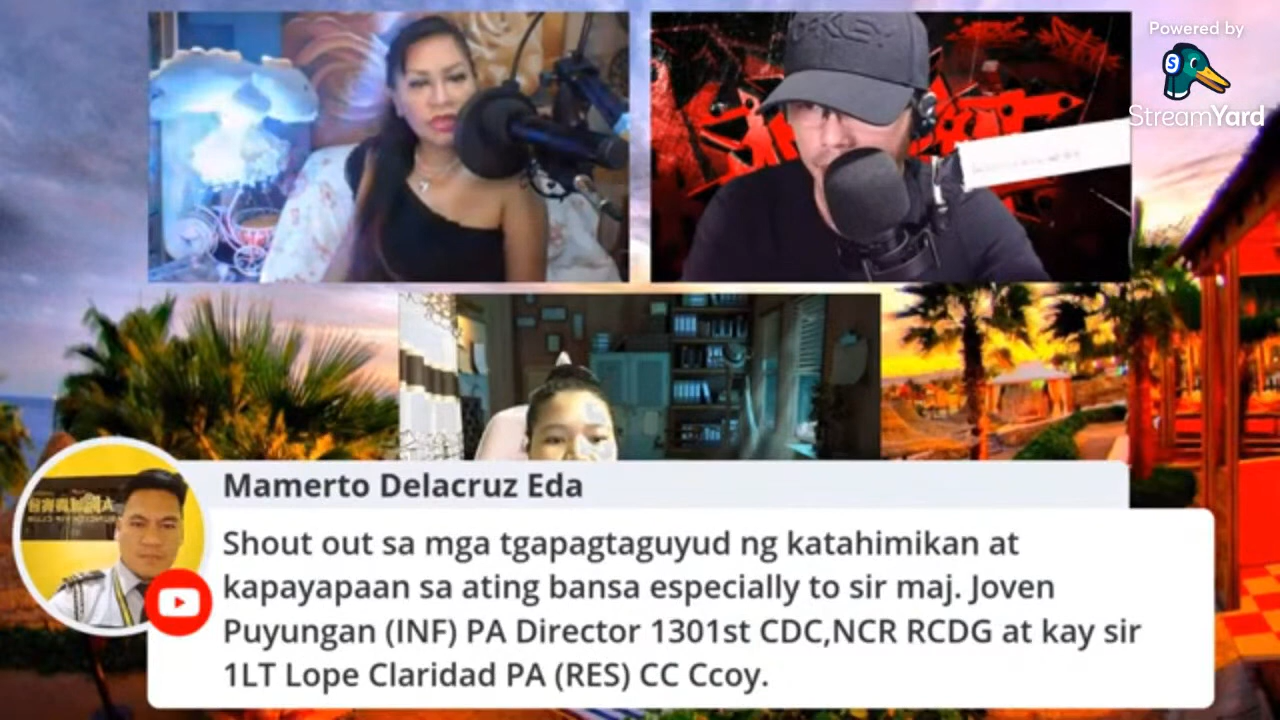 Powered by
StreamYard
Mamerto Delacruz Eda
Shout out sa mga tgapagtaguyud ng katahimikan at
kapayapaan sa ating bansa especially to sir maj. Joven
Puyungan (INF) PA Director 1301st CDC,NCR RCDG at kay sir
1LT Lope Claridad PA (RES) CC Ccoy.